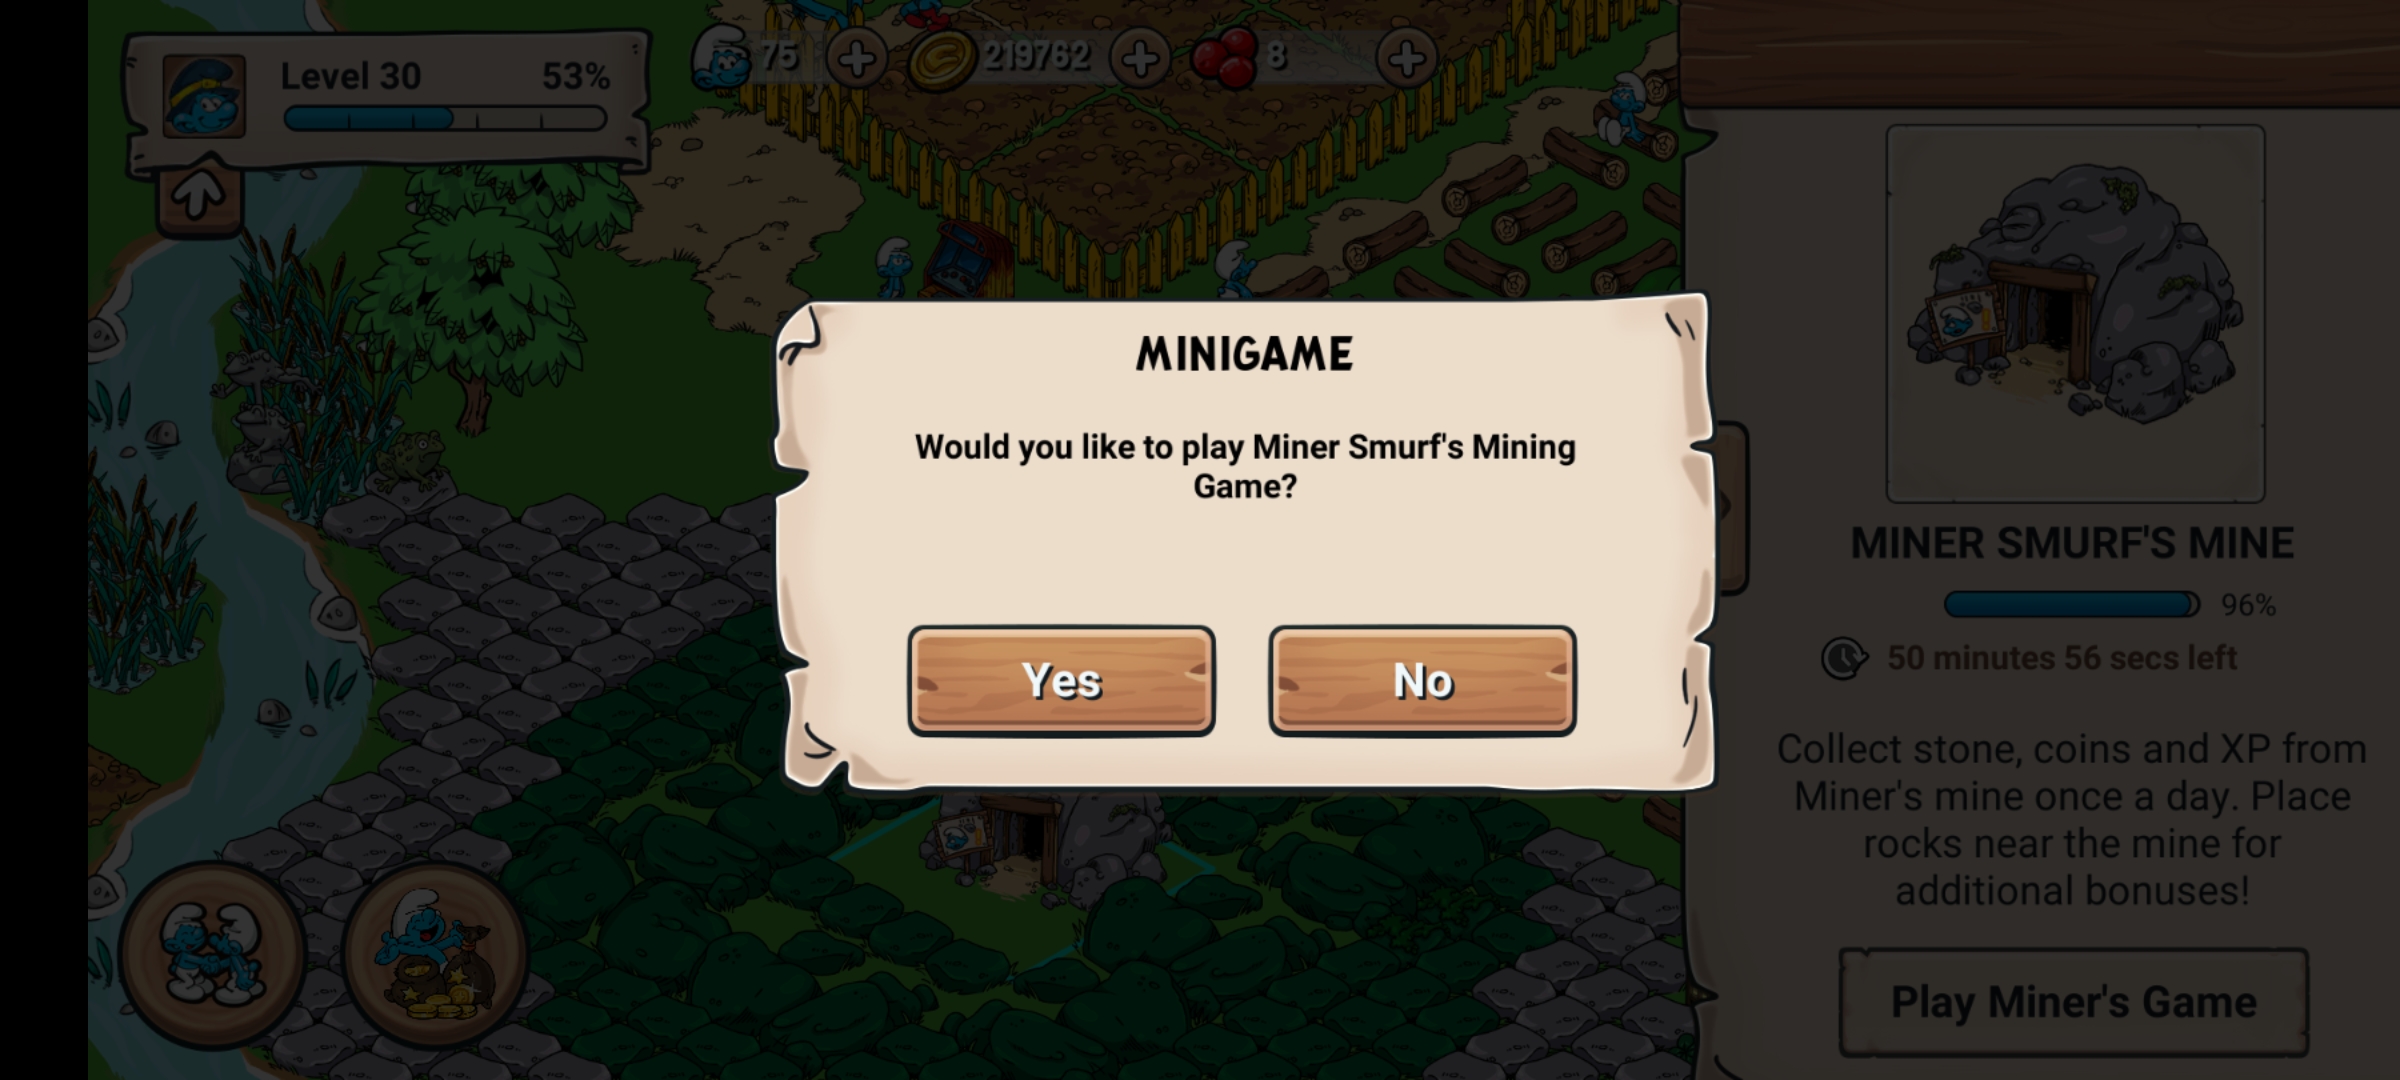 Level 30 53%
75
219762
8
MINIGAME
Would you like to play Miner Smurf's Mining
Game?
Yes
No
MINER SMURF'S MINE
96%
50 minutes 56 secs left
Collect stone, coins and XP from
Miner's mine once a day. Place
rocks near the mine for
additional bonuses!
Play Miner's Game